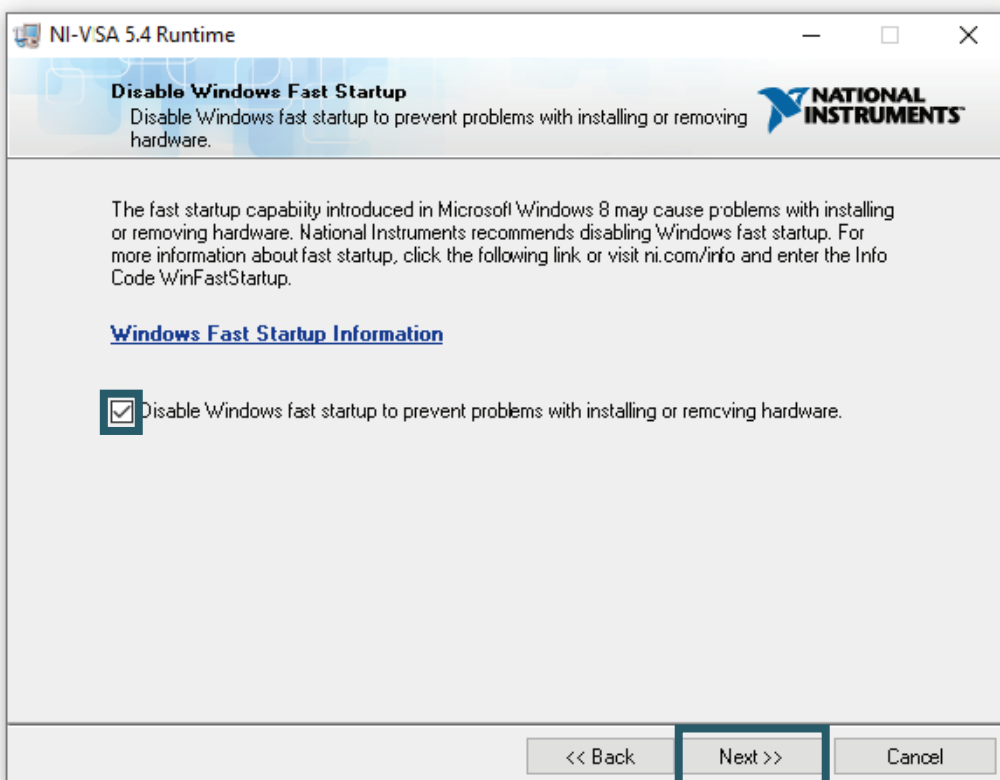 NI-VISA 5.4 Runtime
Disable Windows Fast Startup
Disable Windows fast startup to prevent problems with installing or removing
hardware.
NATIONAL
INSTRUMENTS
The fast startup capability introduced in Microsoft Windows 8 may cause problems with installing
or removing hardware. National Instruments recommends disabling Windows fast startup. For
more information about fast startup, click the following link or visit ni.com/info and enter the Info
Code WinFastStartup.
Windows Fast Startup Information
Disable Windows fast startup to prevent problems with installing or removing hardware.
<< Back
Next >>
Cancel